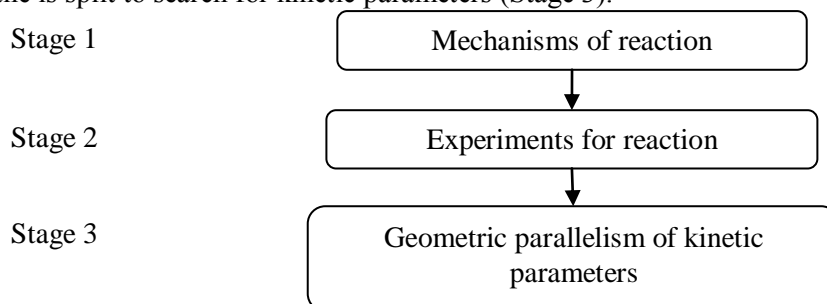 is split to search for kinetic parameters (Stage 3).
Stage 1
Mechanisms of reaction
Stage 2
Experiments for reaction
Stage 3
Geometric parallelism of kinetic
parameters